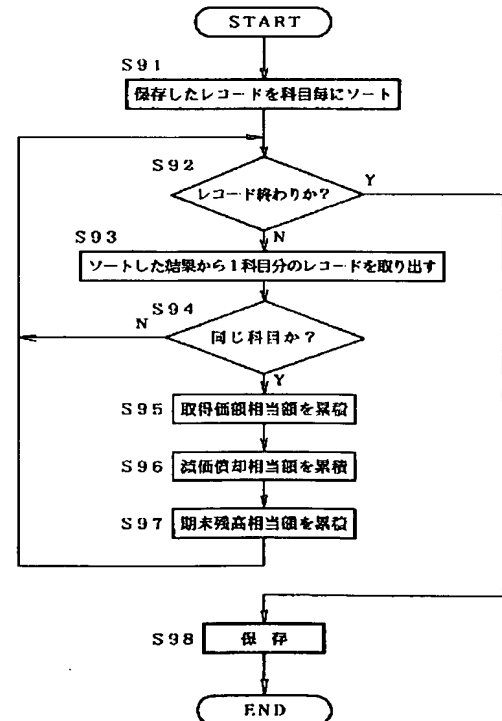 START
S91
保存したレコードを科目毎にソート
S92
レコード終わりか?
Y
N
S93
ソートした結果から1科目分のレコードを取り出す
S94
N
同じ科目か?
Y
S95
取得価額相当額を累積
S96
減価償却相当額を累積
S97
期末残高相当額を累積
S98
保存
END